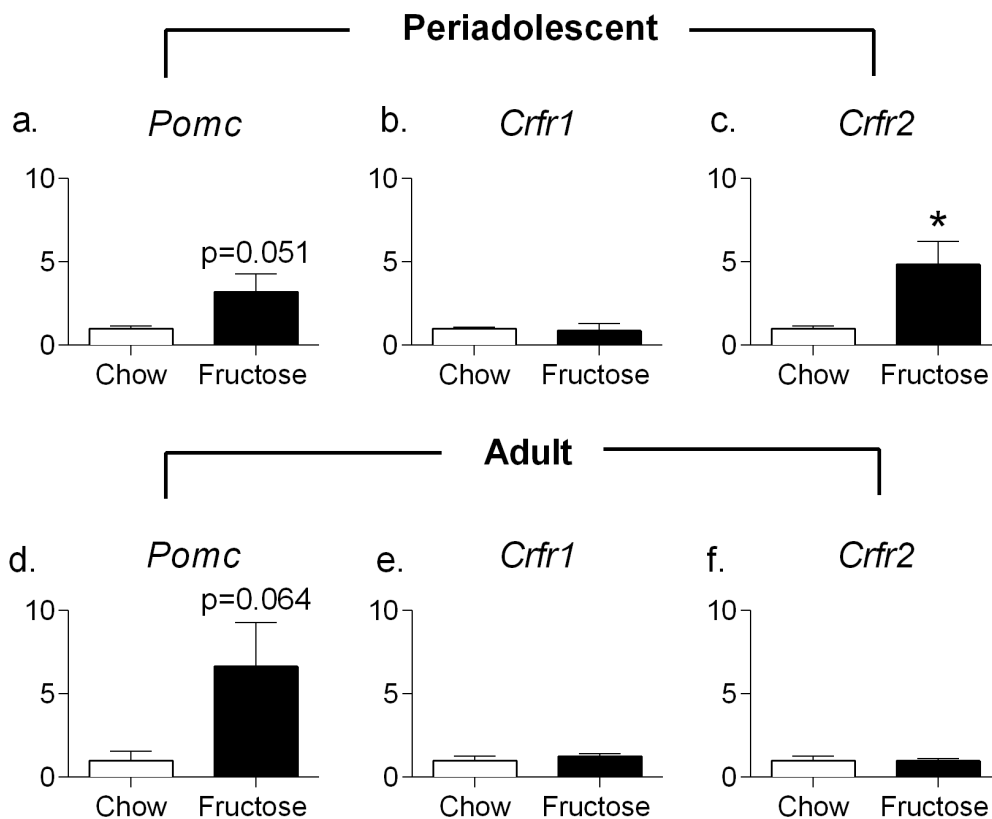 Periadolescent
a. Pomc
10
5
0
p=0.051
Chow Fructose
b. Crfr1
10
5
0
Chow Fructose
c. Crfr2
10
5
0
*
Chow Fructose
Adult
d. Pomc
10
5
0
p=0.064
Chow Fructose
e. Crfr1
10
5
0
Chow Fructose
f. Crfr2
10
5
0
Chow Fructose